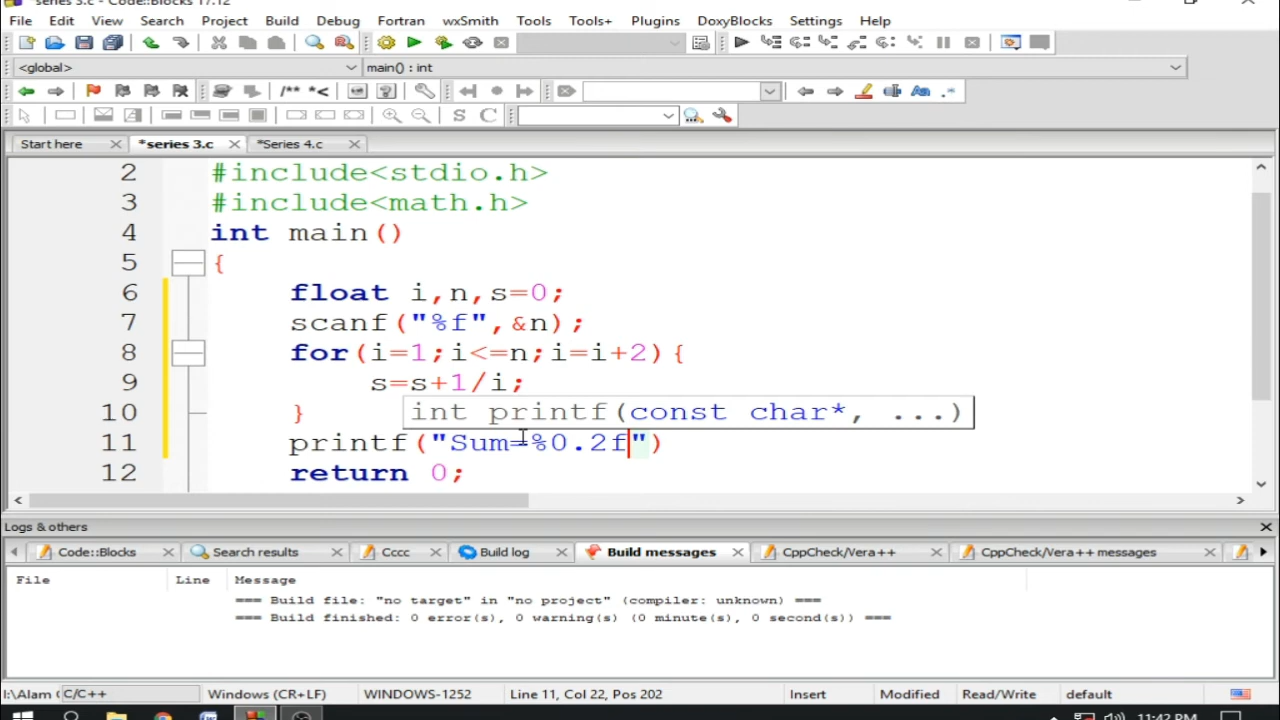 *series 3.c - Code::Blocks 17.12
File Edit View Search Project Build Debug Fortran wxSmith Tools Tools+ Plugins DoxyBlocks Settings Help
<global> main() : int
/** *<
S C
Start here *series 3.c *Series 4.c
2 #include<stdio.h>
3 #include<math.h>
4 int main()
5 {
6 float i,n,s=0;
7 scanf("%f",&n);
8 for(i=1;i<=n;i=i+2){
9 s=s+1/i;
10 }
int printf(const char*, ...)
11 printf("Sum=%0.2f")
12 return 0;
Logs & others
Code::Blocks Search results Cccc Build log Build messages CppCheck/Vera++ CppCheck/Vera++ messages
File Line Message
=== Build file: "no target" in "no project" (compiler: unknown) ===
=== Build finished: 0 error(s), 0 warning(s) (0 minute(s), 0 second(s)) ===
I:\Alam C/C++ Windows (CR+LF) WINDOWS-1252 Line 11, Col 22, Pos 202 Insert Modified Read/Write default
11:42 PM